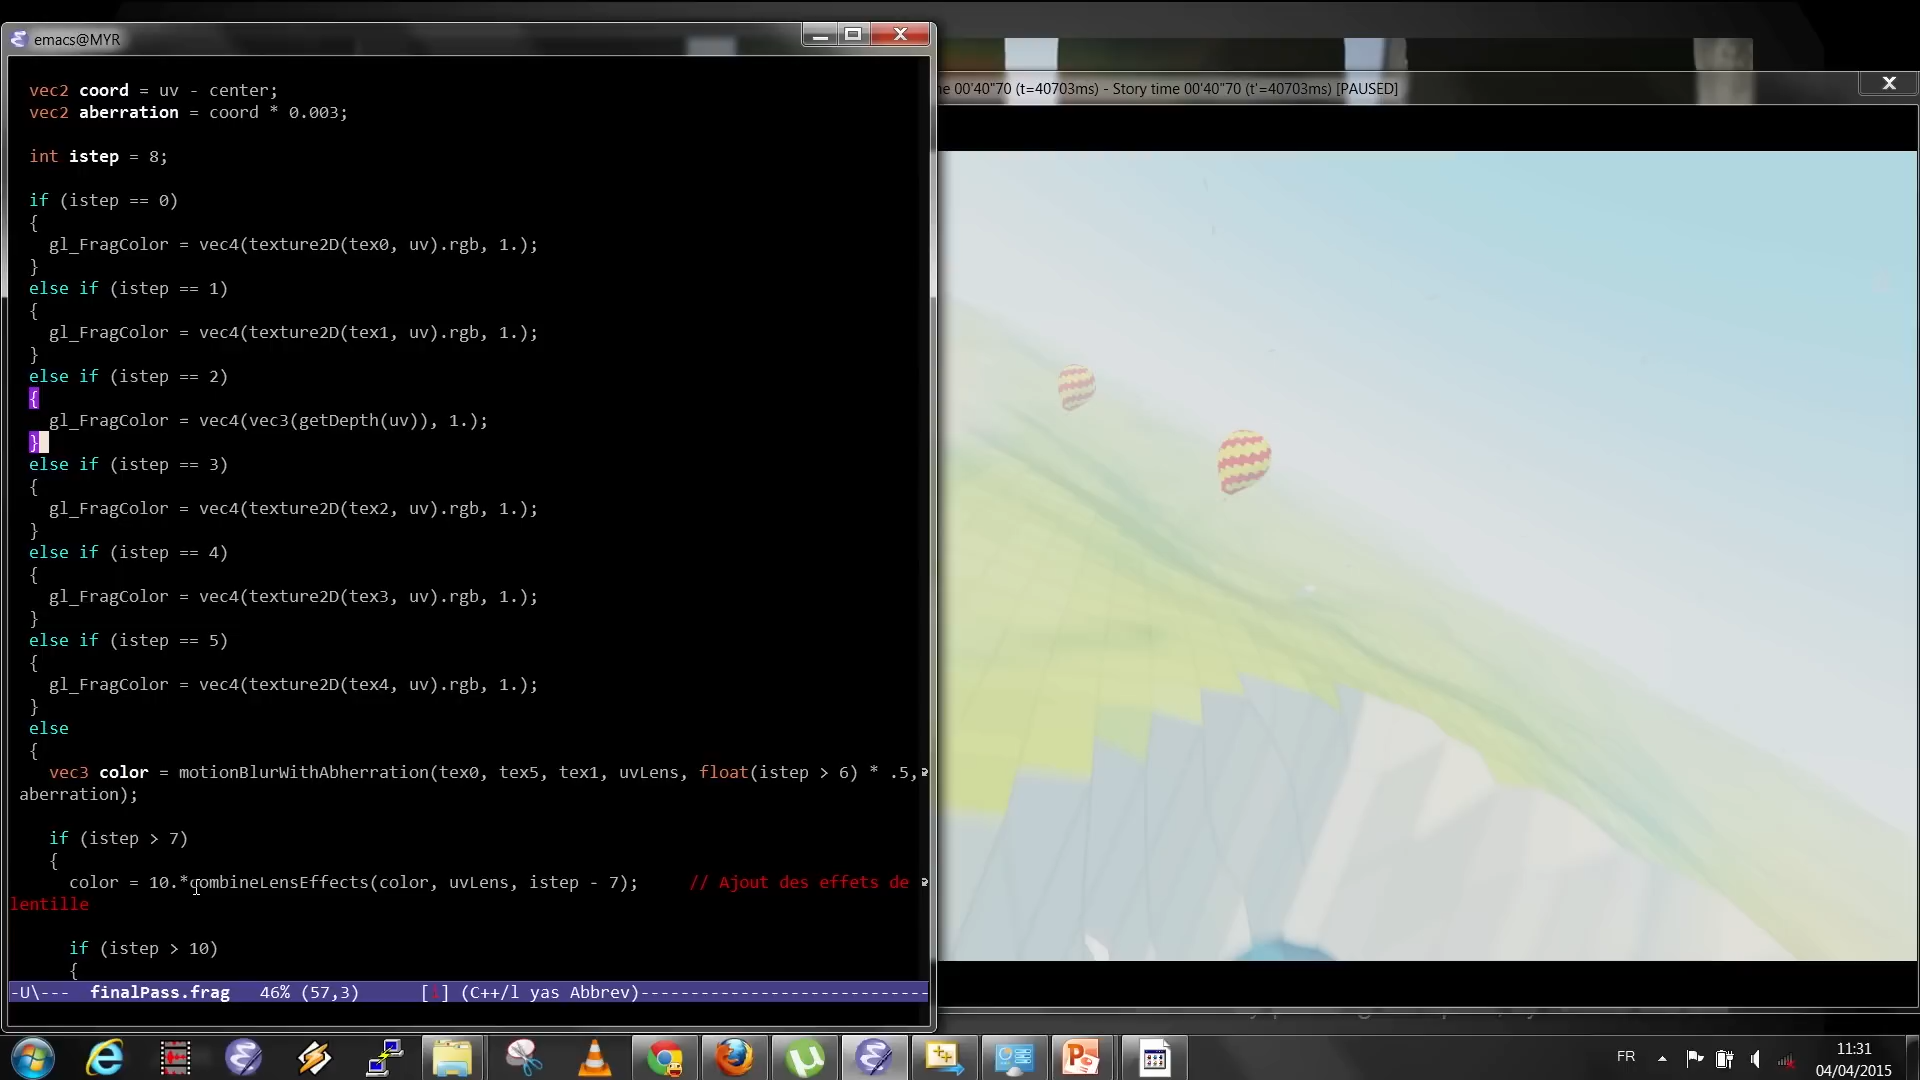 emacs@MYR
vec2 coord = uv - center;
vec2 aberration = coord * 0.003;
int istep = 8;
if (istep == 0)
{
gl_FragColor = vec4(texture2D(tex0, uv).rgb, 1.);
}
else if (istep == 1)
{
gl_FragColor = vec4(texture2D(tex1, uv).rgb, 1.);
}
else if (istep == 2)
{
gl_FragColor = vec4(vec3(getDepth(uv)), 1.);
}
else if (istep == 3)
{
gl_FragColor = vec4(texture2D(tex2, uv).rgb, 1.);
}
else if (istep == 4)
{
gl_FragColor = vec4(texture2D(tex3, uv).rgb, 1.);
}
else if (istep == 5)
{
gl_FragColor = vec4(texture2D(tex4, uv).rgb, 1.);
}
else
{
vec3 color = motionBlurWithAbherration(tex0, tex5, tex1, uvLens, float(istep > 6) * .5,
aberration);
if (istep > 7)
{
color = 10.*combineLensEffects(color, uvLens, istep - 7); // Ajout des effets de
lentille
if (istep > 10)
{
-U\--- finalPass.frag 46% (57,3) [i] (C++/l yas Abbrev)----------------------------
00'40"70 (t=40703ms) - Story time 00'40"70 (t'=40703ms) [PAUSED]
FR
11:31
04/04/2015